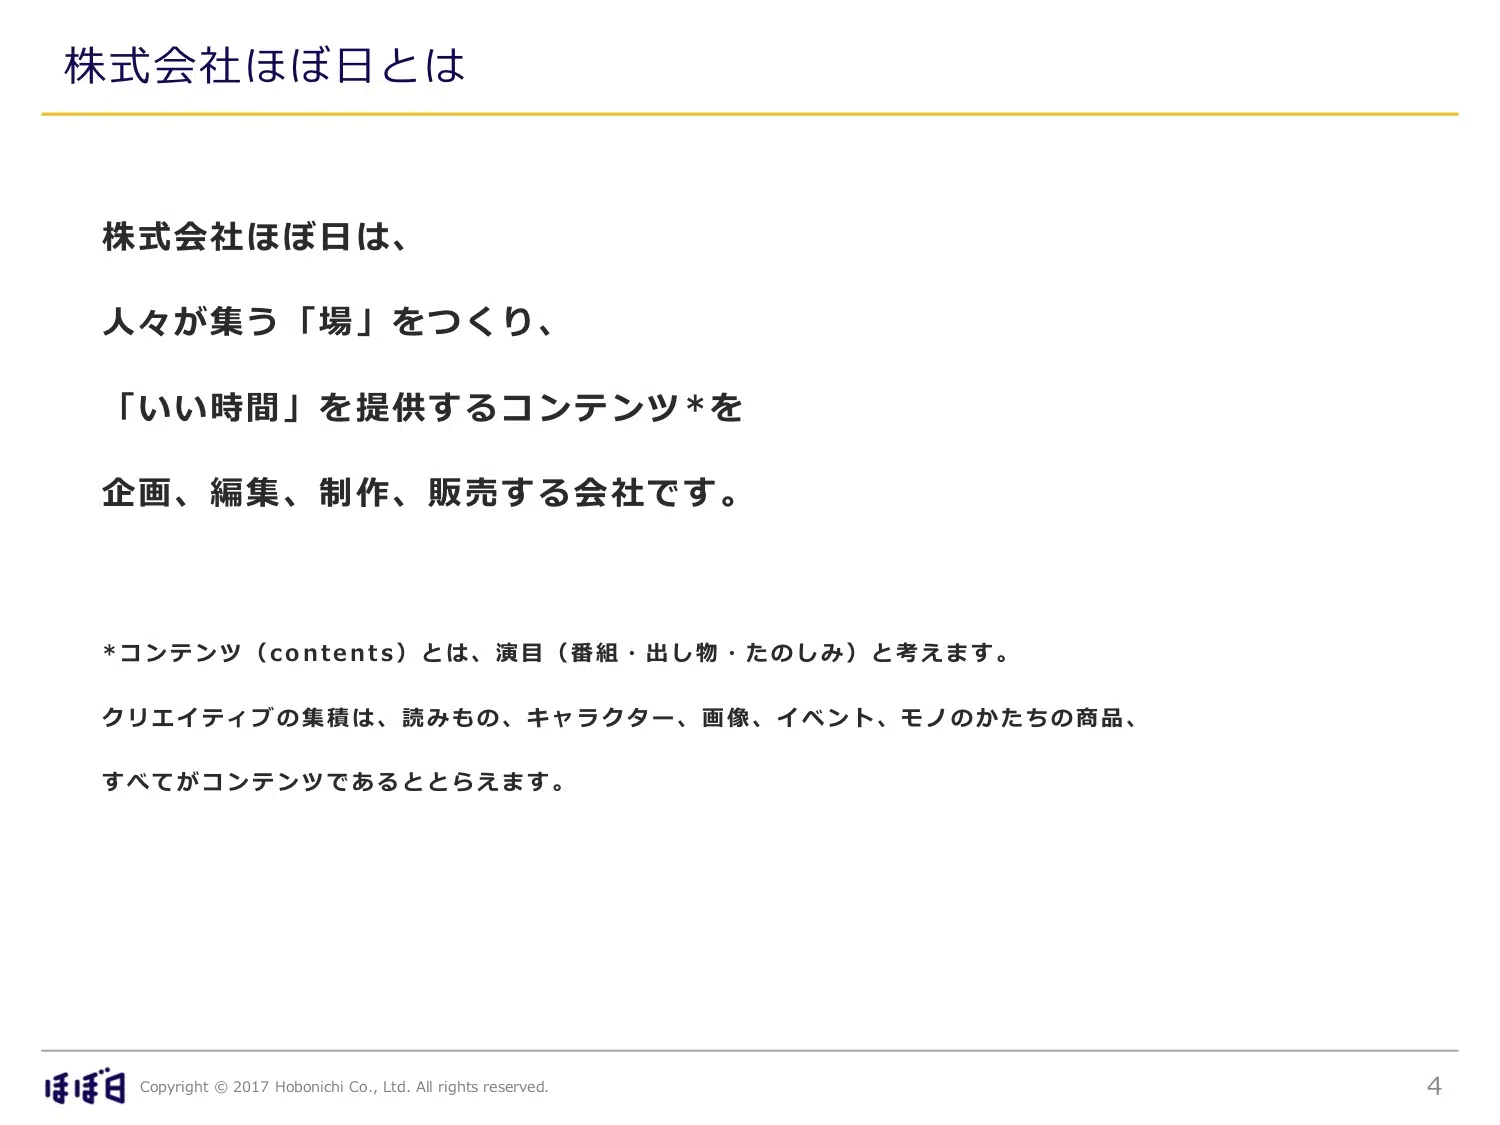 株式会社ほぼ日とは
株式会社ほぼ日は、
人々が集う「場」をつくり、
「いい時間」を提供するコンテンツ*を
企画、編集、制作、販売する会社です。
*コンテンツ（contents）とは、演目（番組・出し物・たのしみ）と考えます。
クリエイティブの集積は、読みもの、キャラクター、画像、イベント、モノのかたちの商品、
すべてがコンテンツであるととらえます。
ほぼ日 Copyright © 2017 Hobonichi Co., Ltd. All rights reserved. 4